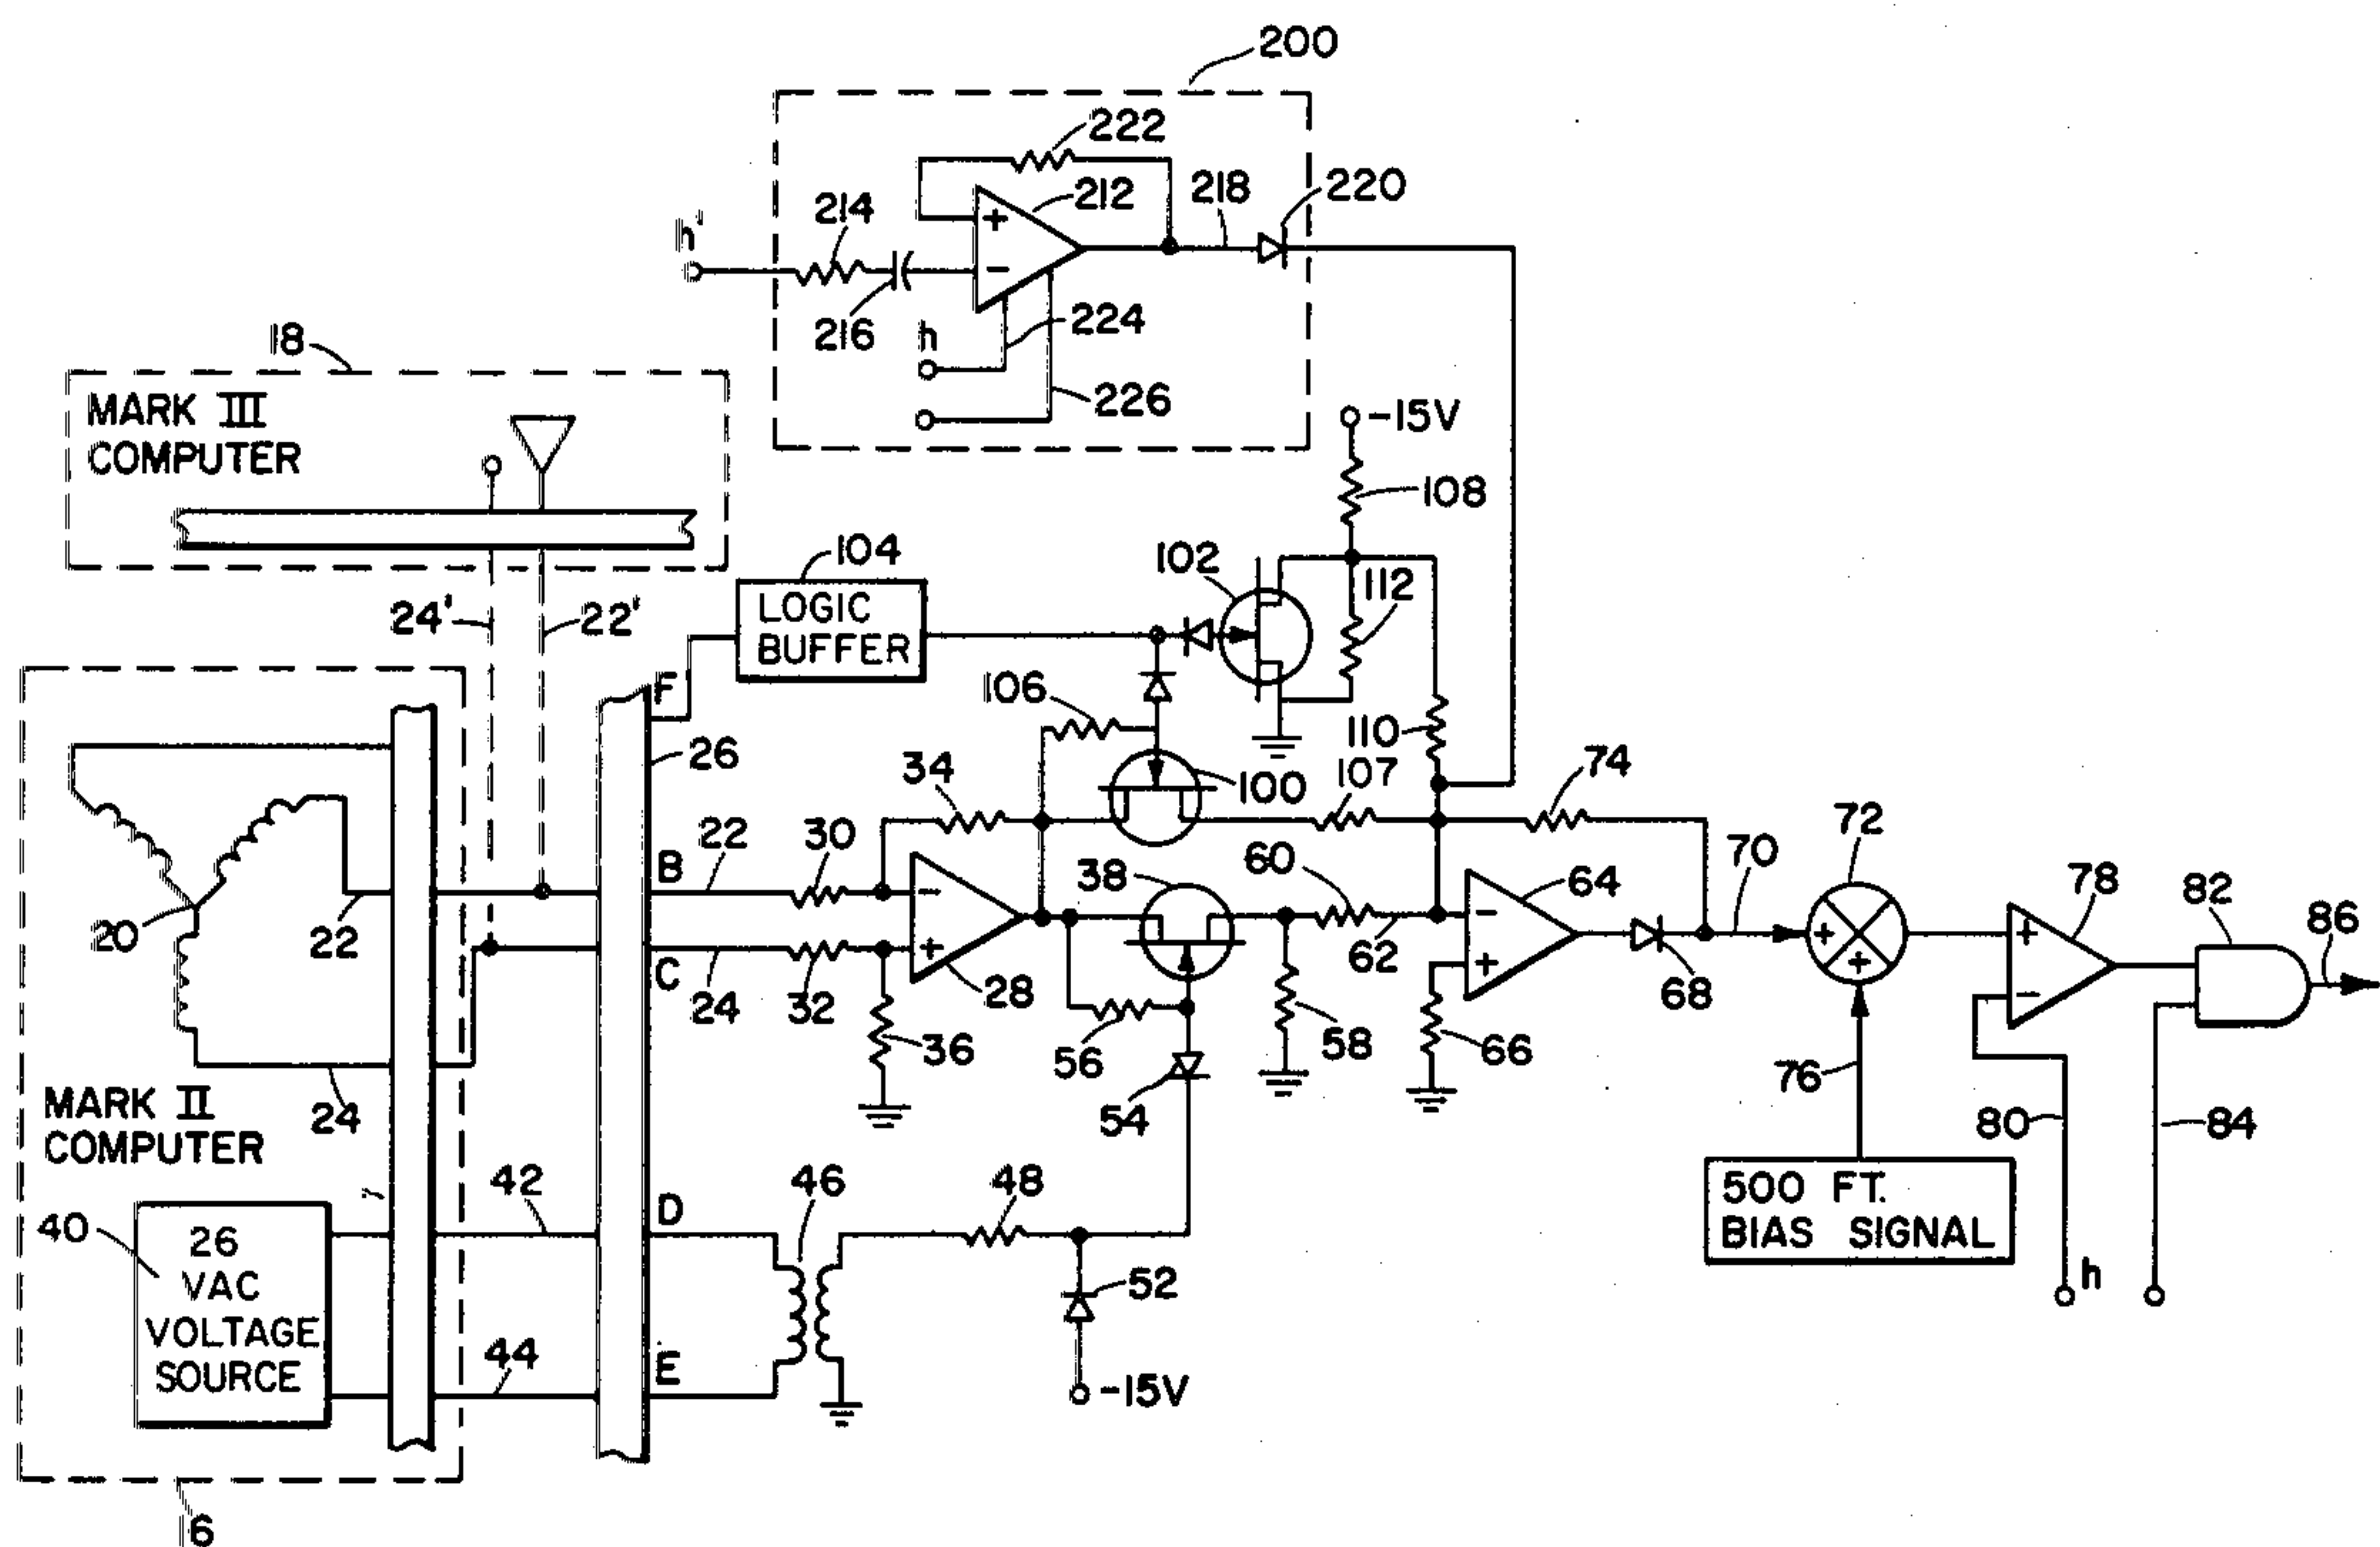 200
222
212
218
220
214
h'
216
h
224
226
18
MARK III
COMPUTER
-15V
108
104
LOGIC
BUFFER
102
112
24'
22'
F
106
26
110
34
100
107
74
30
22
B
60
38
64
70
72
78
82
86
20
22
C
24
32
28
62
68
36
56
58
66
54
76
80
84
24
MARK II
COMPUTER
42
D
46
48
500 FT.
BIAS SIGNAL
h
40
26
VAC
VOLTAGE
SOURCE
52
44
E
-15V
16